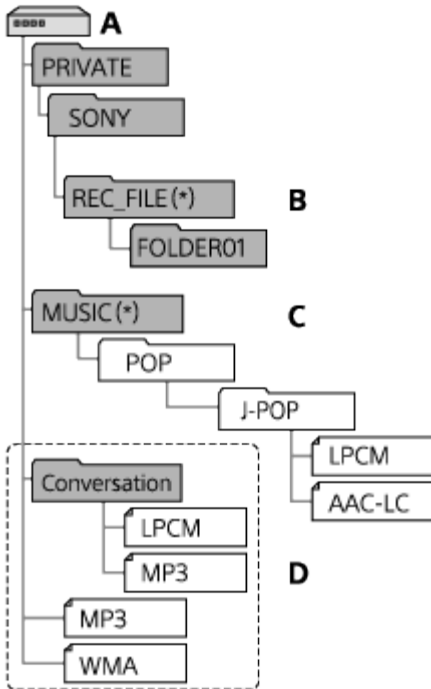 A
PRIVATE
SONY
REC_FILE(*)
B
FOLDER01
MUSIC(*)
C
POP
J-POP
LPCM
AAC-LC
Conversation
LPCM
MP3
D
MP3
WMA